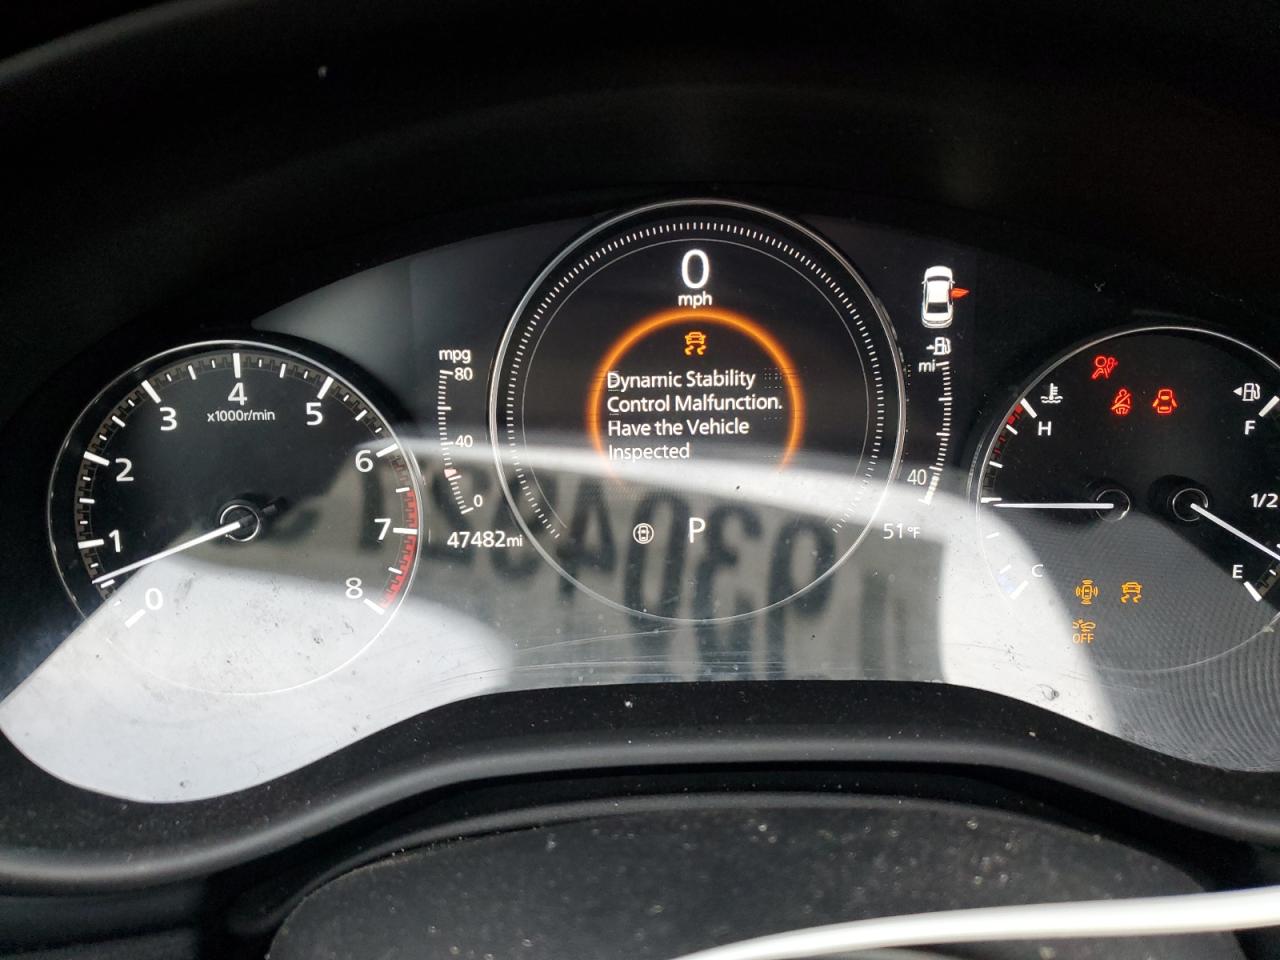 0
mph
Dynamic Stability
Control Malfunction.
Have the Vehicle
Inspected
P
x1000r/min
0
1
2
3
4
5
6
7
8
mpg
80
40
0
47482mi
mi
40
51°F
H
C
OFF
F
1/2
E